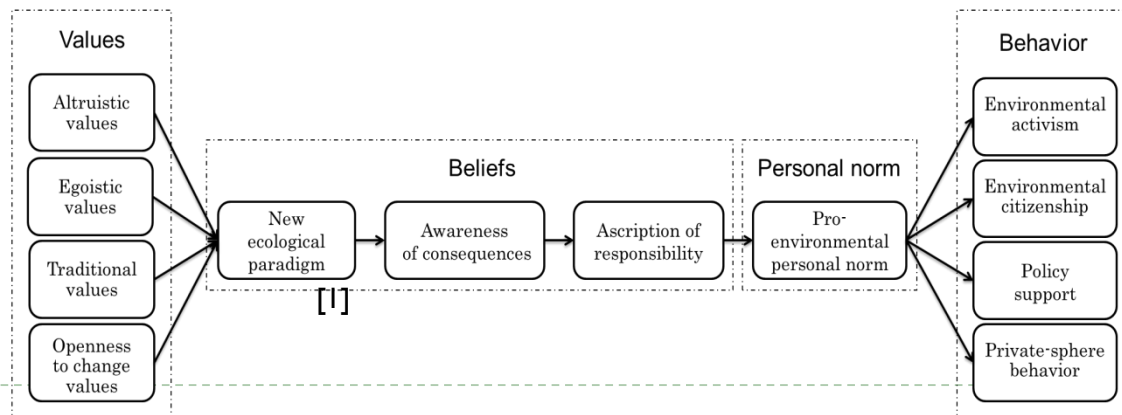 Values
Altruistic
values
Egoistic
values
Traditional
values
Openness
to change
values
Beliefs
New
ecological
paradigm
Awareness
of consequences
Ascription of
responsibility
[I]
Personal norm
Pro-
environmental
personal norm
Behavior
Environmental
activism
Environmental
citizenship
Policy
support
Private-sphere
behavior